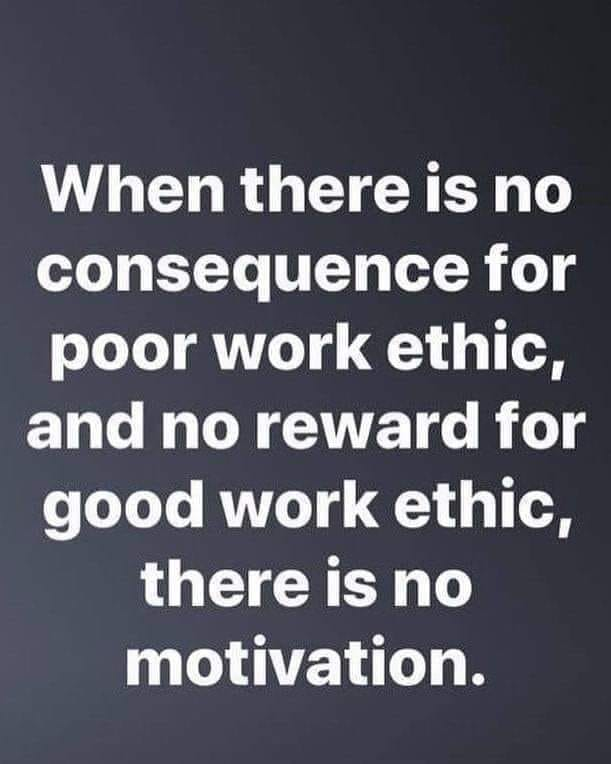 When there is no
consequence for
poor work ethic,
and no reward for
good work ethic,
there is no
motivation.